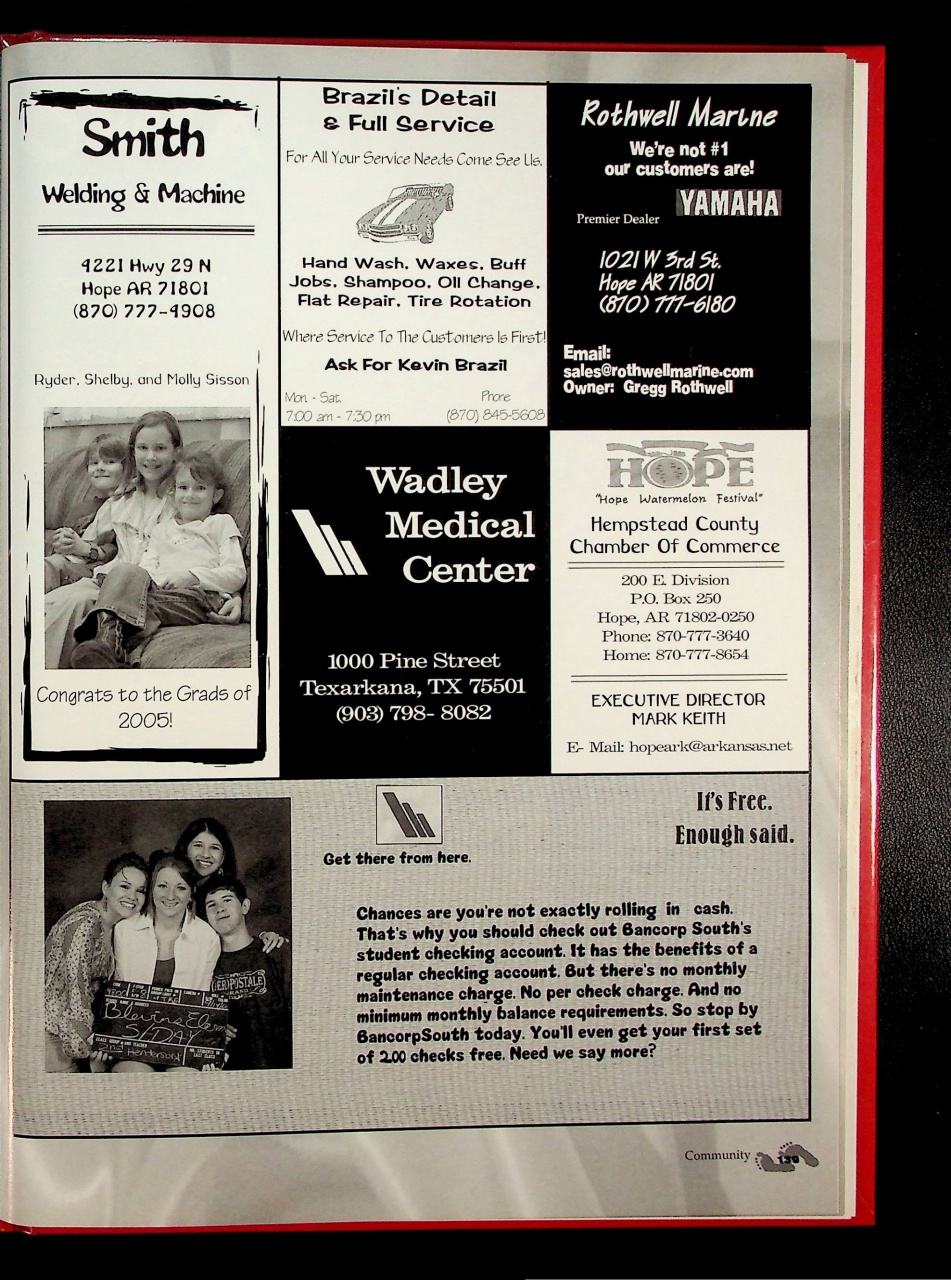 Smith
Welding & Machine
4221 Hwy 29 N
Hope AR 71801
(870) 777-4908
Ryder, Shelby, and Molly Sisson
Congrats to the Grads of
2005!
Brazil's Detail
& Full Service
For All Your Service Needs Come See Us.
Hand Wash, Waxes, Buff
Jobs, Shampoo, Oil Change,
Flat Repair, Tire Rotation
Where Service To The Customers Is First!
Ask For Kevin Brazil
Mon - Sat.
7:00 am - 7:30 pm
Phone
(870) 845-5608
Rothwell Marine
We're not #1
our customers are!
Premier Dealer YAMAHA
1021 W 3rd St.
Hope AR 71801
(870) 777-6180
Email:
sales@rothwellmarine.com
Owner: Gregg Rothwell
Wadley
Medical
Center
1000 Pine Street
Texarkana, TX 75501
(903) 798- 8082
HOPE
"Hope Watermelon Festival"
Hempstead County
Chamber Of Commerce
200 E. Division
P.O. Box 250
Hope, AR 71802-0250
Phone: 870-777-3640
Home: 870-777-8654
EXECUTIVE DIRECTOR
MARK KEITH
E- Mail: hopeark@arkansas.net
Get there from here.
It's Free.
Enough said.
Chances are you're not exactly rolling in cash.
That's why you should check out Bancorp South's
student checking account. It has the benefits of a
regular checking account. But there's no monthly
maintenance charge. No per check charge. And no
minimum monthly balance requirements. So stop by
BancorpSouth today. You'll even get your first set
of 200 checks free. Need we say more?
Blevins Elem
S/DAY
2nd
Community 139